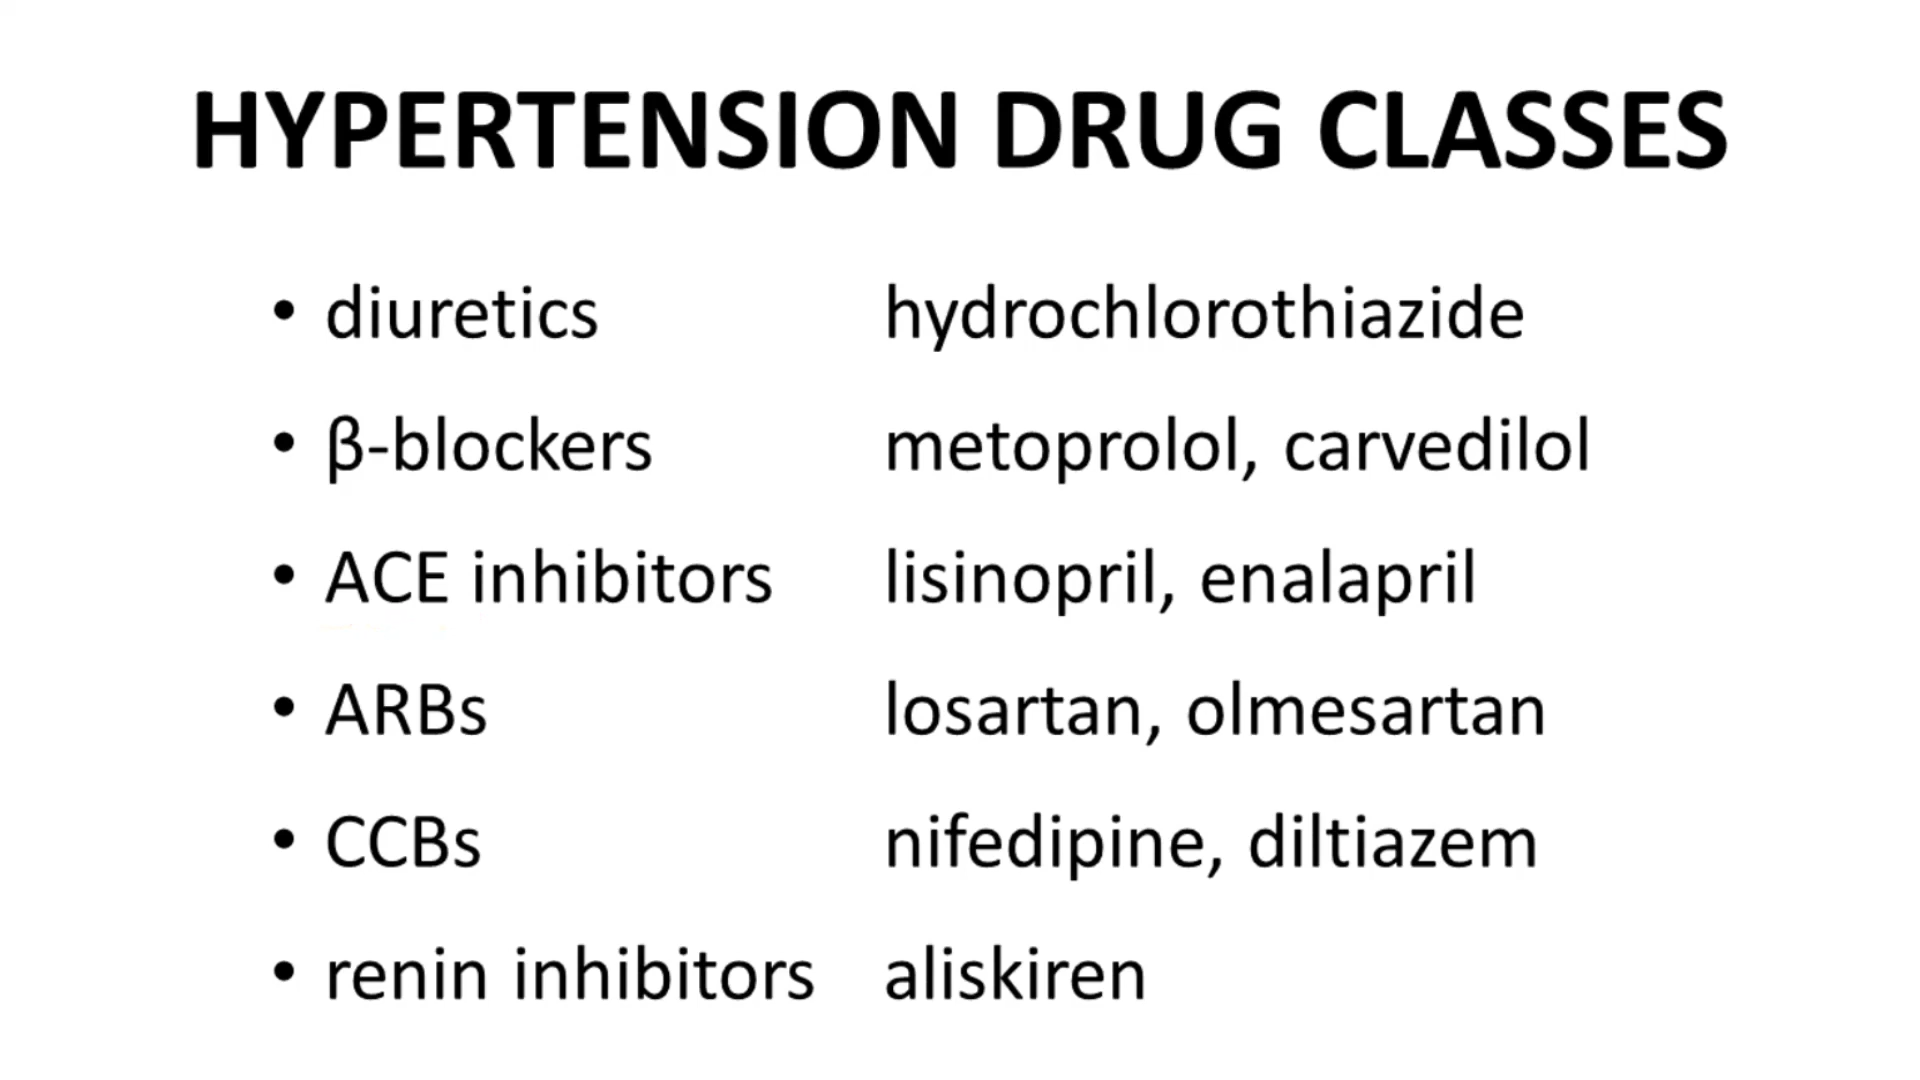 HYPERTENSION DRUG CLASSES
• diuretics hydrochlorothiazide
• β-blockers metoprolol, carvedilol
• ACE inhibitors lisinopril, enalapril
• ARBs losartan, olmesartan
• CCBs nifedipine, diltiazem
• renin inhibitors aliskiren